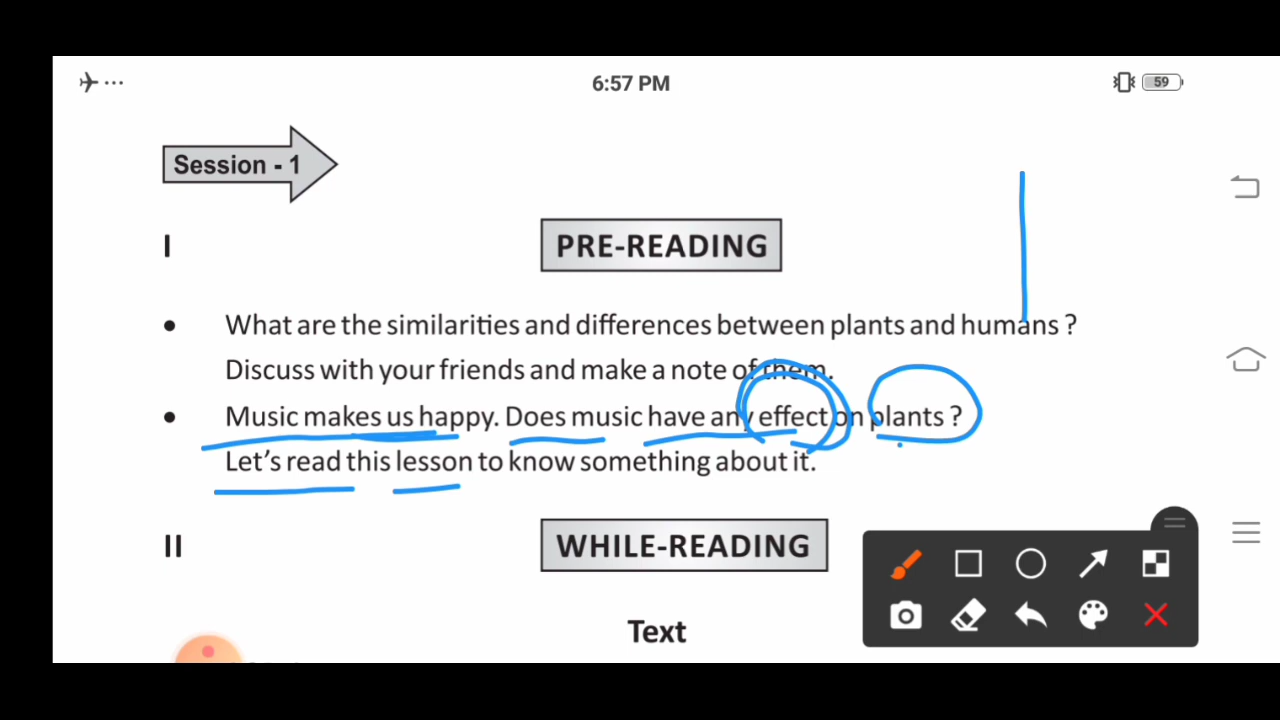 6:57 PM
59
Session - 1
I
PRE-READING
• What are the similarities and differences between plants and humans ?
Discuss with your friends and make a note of them.
• Music makes us happy. Does music have any effect on plants ?
Let's read this lesson to know something about it.
II
WHILE-READING
Text